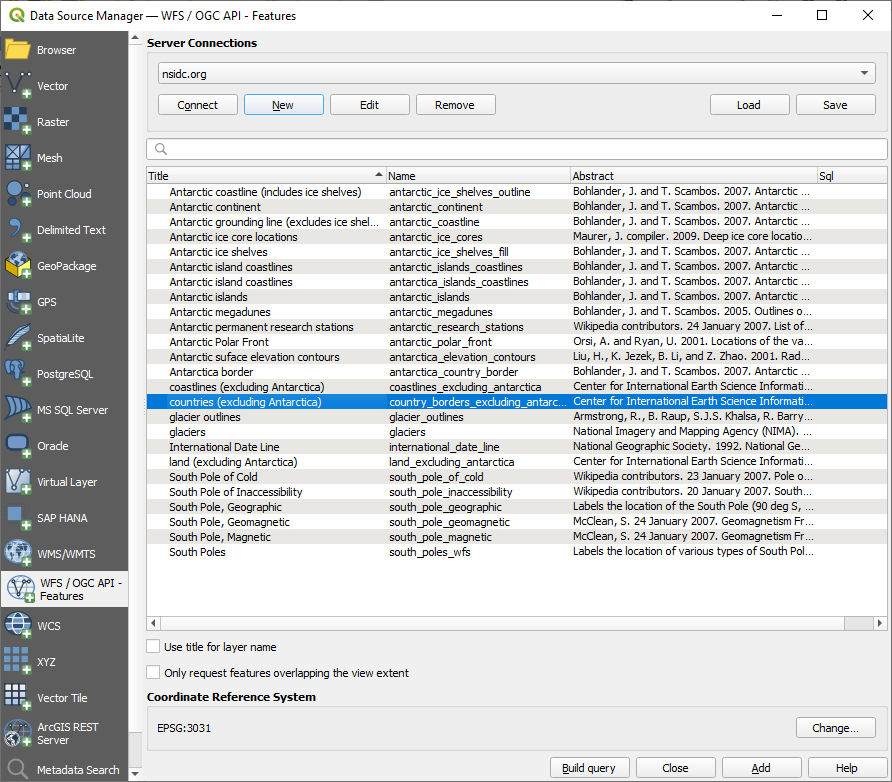 Data Source Manager — WFS / OGC API - Features
Browser
Vector
Raster
Mesh
Point Cloud
Delimited Text
GeoPackage
GPS
SpatiaLite
PostgreSQL
MS SQL Server
Oracle
Virtual Layer
SAP HANA
WMS/WMTS
WFS / OGC API -
Features
WCS
XYZ
Vector Tile
ArcGIS REST
Server
Metadata Search
Server Connections
nsidc.org
Connect New Edit Remove Load Save
Title Name Abstract Sql
Antarctic coastline (includes ice shelves) antarctic_ice_shelves_outline Bohlander, J. and T. Scambos. 2007. Antarctic ...
Antarctic continent antarctic_continent Bohlander, J. and T. Scambos. 2007. Antarctic ...
Antarctic grounding line (excludes ice shel... antarctic_coastline Bohlander, J. and T. Scambos. 2007. Antarctic ...
Antarctic ice core locations antarctic_ice_cores Maurer, J. compiler. 2009. Deep ice core locatio...
Antarctic ice shelves antarctic_ice_shelves_fill Bohlander, J. and T. Scambos. 2007. Antarctic ...
Antarctic island coastlines antarctic_islands_coastlines Bohlander, J. and T. Scambos. 2007. Antarctic ...
Antarctic island coastlines antarctica_islands_coastlines Bohlander, J. and T. Scambos. 2007. Antarctic ...
Antarctic islands antarctic_islands Bohlander, J. and T. Scambos. 2007. Antarctic ...
Antarctic megadunes antarctic_megadunes Bohlander, J. and T. Scambos. 2005. Outlines o...
Antarctic permanent research stations antarctic_research_stations Wikipedia contributors. 24 January 2007. List of...
Antarctic Polar Front antarctic_polar_front Orsi, A. and Ryan, U. 2001. Locations of the va...
Antarctic suface elevation contours antarctica_elevation_contours Liu, H., K. Jezek, B. Li, and Z. Zhao. 2001. Rad...
Antarctica border antarctica_country_border Bohlander, J. and T. Scambos. 2007. Antarctic ...
coastlines (excluding Antarctica) coastlines_excluding_antarctica Center for International Earth Science Informati...
countries (excluding Antarctica) country_borders_excluding_antarc... Center for International Earth Science Informati...
glacier outlines glacier_outlines Armstrong, R., B. Raup, S.J.S. Khalsa, R. Barry...
glaciers glaciers National Imagery and Mapping Agency (NIMA). ...
International Date Line international_date_line National Geographic Society. 1992. National Ge...
land (excluding Antarctica) land_excluding_antarctica Center for International Earth Science Informati...
South Pole of Cold south_pole_of_cold Wikipedia contributors. 23 January 2007. Pole o...
South Pole of Inaccessibility south_pole_inaccessibility Wikipedia contributors. 20 January 2007. South...
South Pole, Geographic south_pole_geographic Labels the location of the South Pole (90 deg S, ...
South Pole, Geomagnetic south_pole_geomagnetic McClean, S. 24 January 2007. Geomagnetism Fr...
South Pole, Magnetic south_pole_magnetic McClean, S. 24 January 2007. Geomagnetism Fr...
South Poles south_poles_wfs Labels the location of various types of South Pol...
Use title for layer name
Only request features overlapping the view extent
Coordinate Reference System
EPSG:3031 Change...
Build query Close Add Help